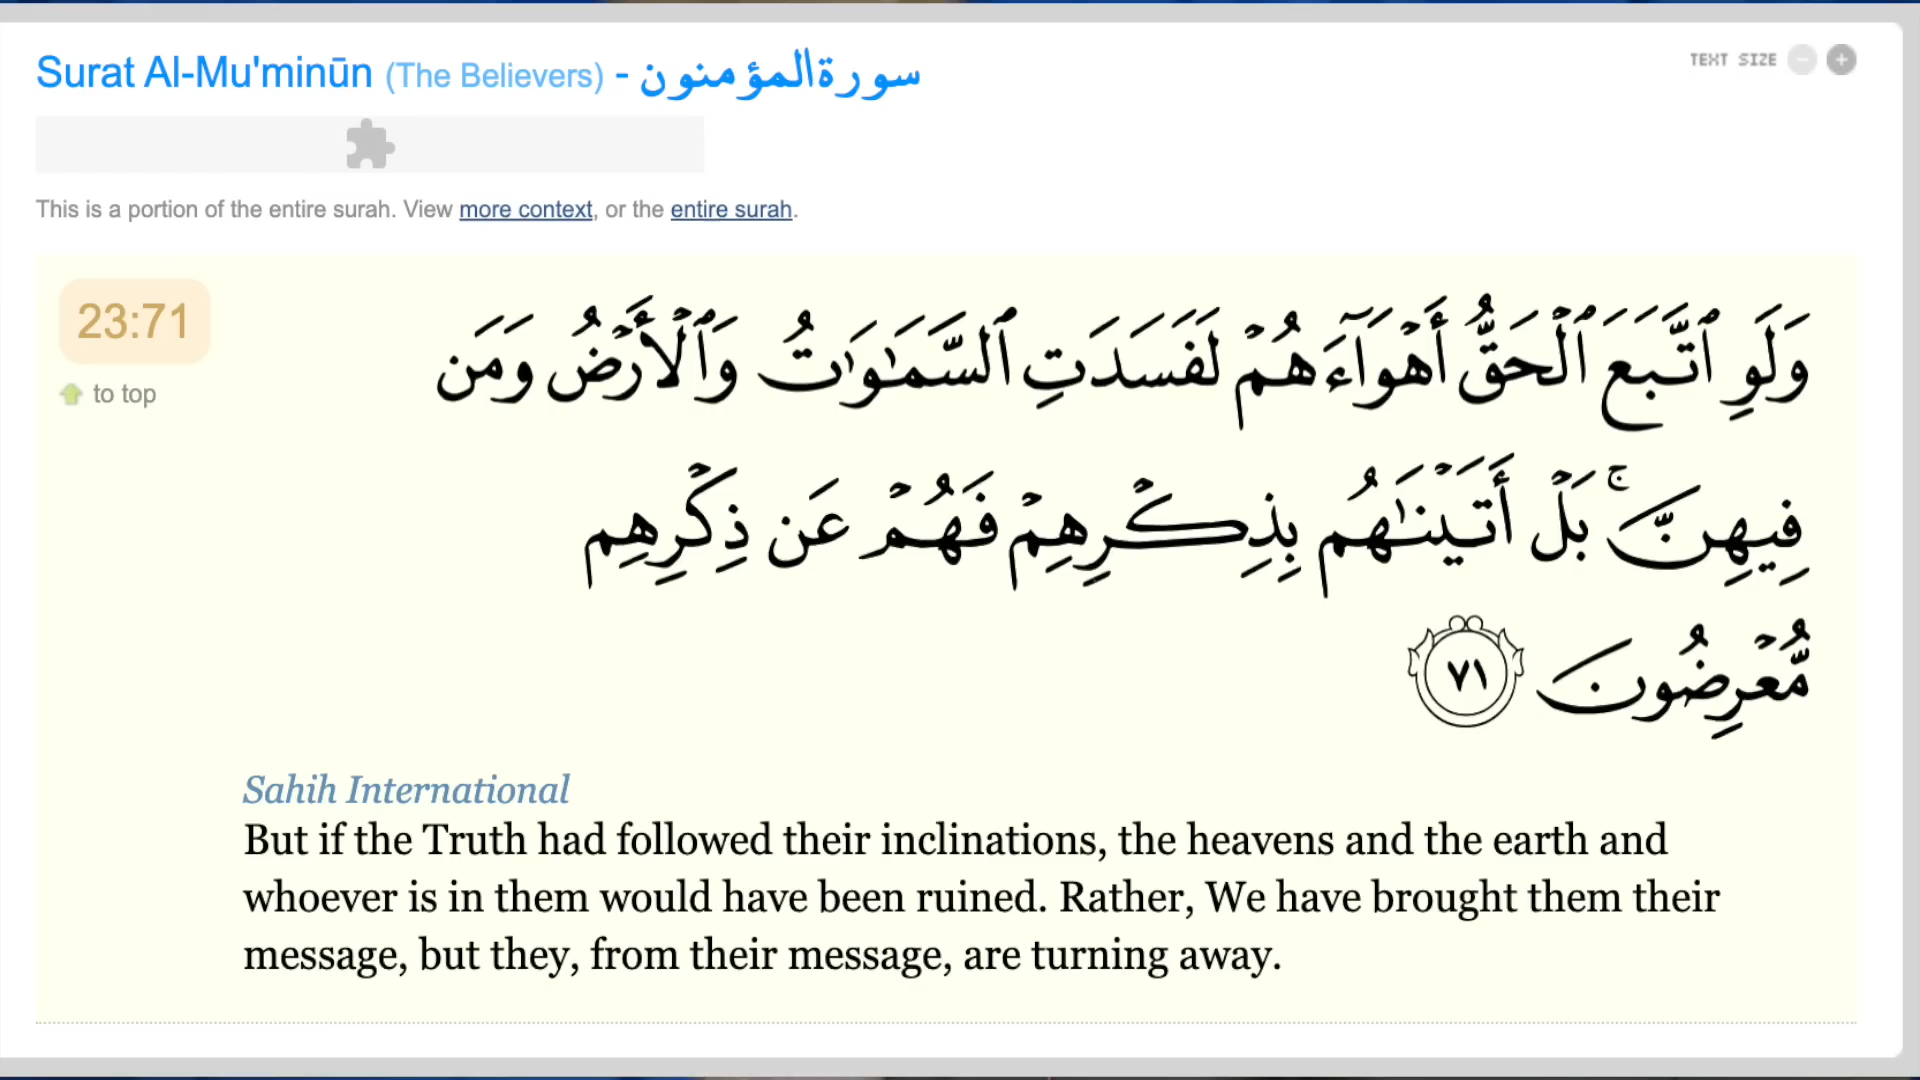 Surat Al-Mu'minūn (The Believers) - سورة المؤمنون
TEXT SIZE - +
This is a portion of the entire surah. View more context, or the entire surah.
23:71
to top
وَلَوِ ٱتَّبَعَ ٱلْحَقُّ أَهْوَآءَهُمْ لَفَسَدَتِ ٱلسَّمَـٰوَٰتُ وَٱلْأَرْضُ وَمَن
فِيهِنَّ ۚ بَلْ أَتَيْنَـٰهُم بِذِكْرِهِمْ فَهُمْ عَن ذِكْرِهِم
مُّعْرِضُونَ ٧١
Sahih International
But if the Truth had followed their inclinations, the heavens and the earth and
whoever is in them would have been ruined. Rather, We have brought them their
message, but they, from their message, are turning away.